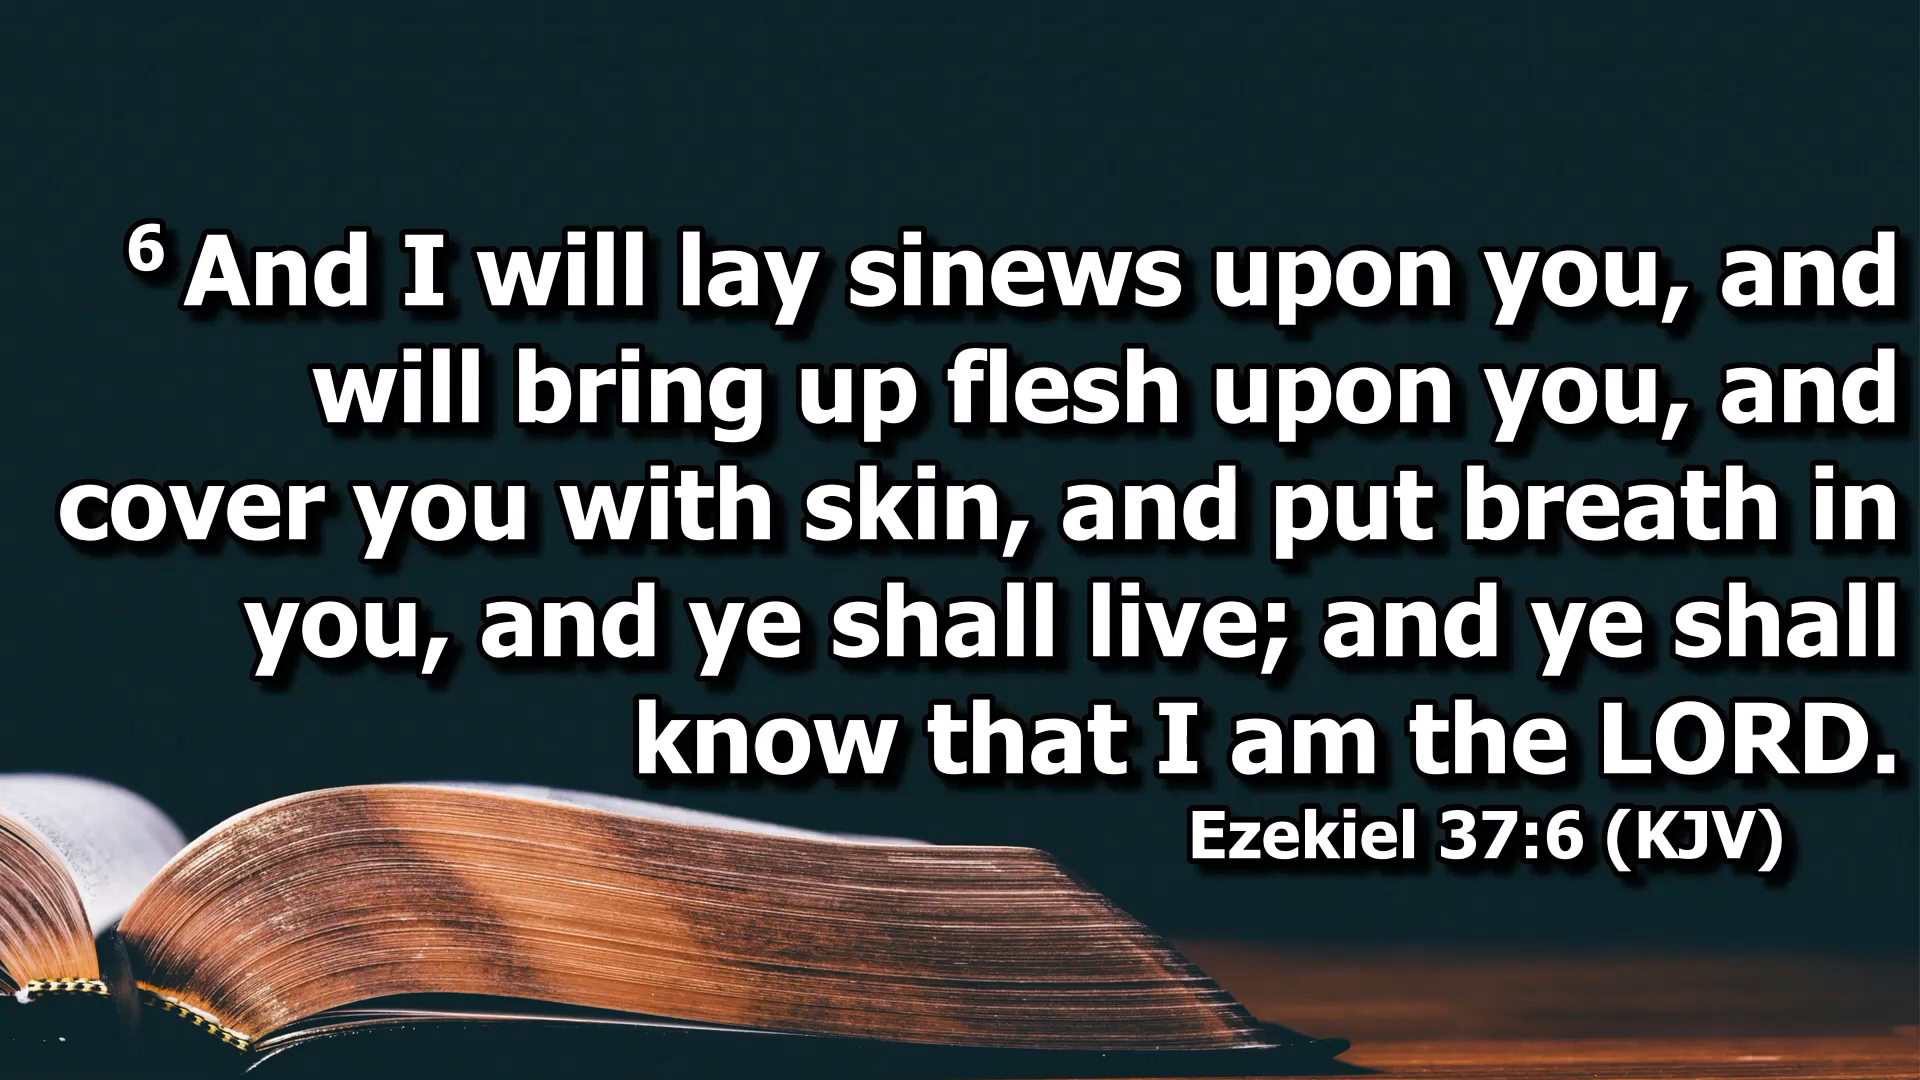 6 And I will lay sinews upon you, and
will bring up flesh upon you, and
cover you with skin, and put breath in
you, and ye shall live; and ye shall
know that I am the LORD.
Ezekiel 37:6 (KJV)